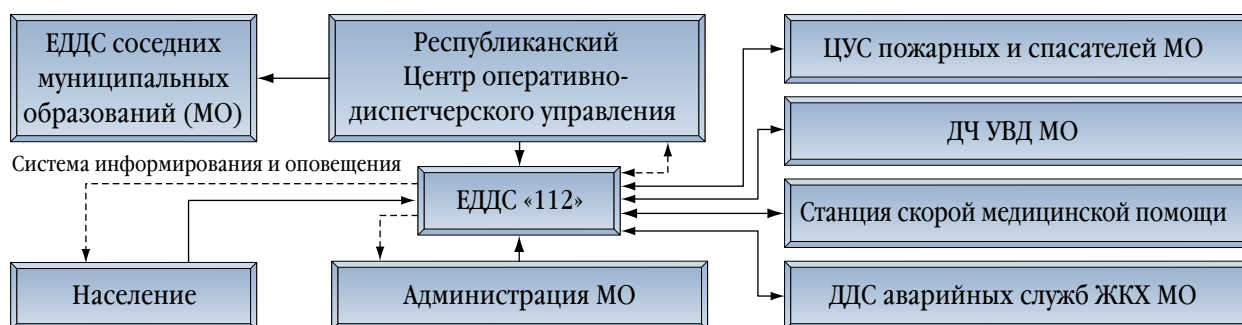 ЕДДС соседних
муниципальных
образований (МО)
Республиканский
Центр оперативно-
диспетчерского управления
ЦУС пожарных и спасателей МО
ДЧ УВД МО
Система информирования и оповещения
ЕДДС «112»
Станция скорой медицинской помощи
Население
Администрация МО
ДДС аварийных служб ЖКХ МО